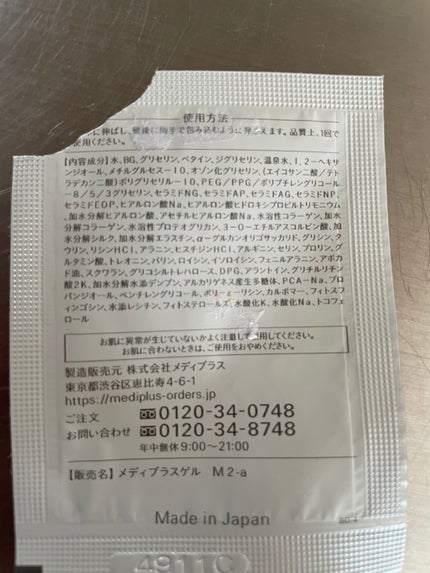 使用方法
に伸ばし、最後に両手で包み込むように押さえます。品質上、1回で
使用ください。
【内容成分】水、BG、グリセリン、ベタイン、ジグリセリン、温泉水、1,2-ヘキサ
ンジオール、メチルグルセス-10、オゾン化グリセリン、(エイコサン二酸/テト
ラデカン二酸)ポリグリセリル-10、PEG/PPG/ポリブチレングリコール
-8/5/3グリセリン、セラミドNG、セラミドAP、セラミドAG、セラミドNP、
セラミドEOP、ヒアルロン酸Na、ヒアルロン酸ヒドロキシプロピルトリモニウム
、加水分解ヒアルロン酸、アセチルヒアルロン酸Na、水溶性コラーゲン、加水
分解コラーゲン、水溶性プロテオグリカン、3-O-エチルアスコルビン酸、加
水分解シルク、加水分解エラスチン、α-グルカンオリゴサッカリド、グリシン、タ
ウリン、リシンHCl、アラニン、ヒスチジンHCl、アルギニン、セリン、プロリン、グ
ルタミン酸、トレオニン、バリン、ロイシン、イソロイシン、フェニルアラニン、アボカ
ド油、スクワラン、グリコシルトレハロース、DPG、アラントイン、グリチルリチン
酸2K、加水分解水添デンプン、アルカリゲネス産生多糖体、PCA-Na、プロ
パンジオール、ペンチレングリコール、ポリ-ε-リシン、カルボマー、フィトスフ
ィンゴシン、水添レシチン、フィトステロールズ、水酸化K、水酸化Na、トコフェ
ロール
お肌に異常が生じていないかよく注意して使用してください。
お肌に合わないときは、ご使用をおやめください。
製造販売元 株式会社メディプラス
東京都渋谷区恵比寿4-6-1
https://mediplus-orders.jp
ご注文 0120-34-0748
お問い合わせ 0120-34-8748
年中無休9:00〜21:00
【販売名】メディプラスゲル M2-a
Made in Japan
4911C